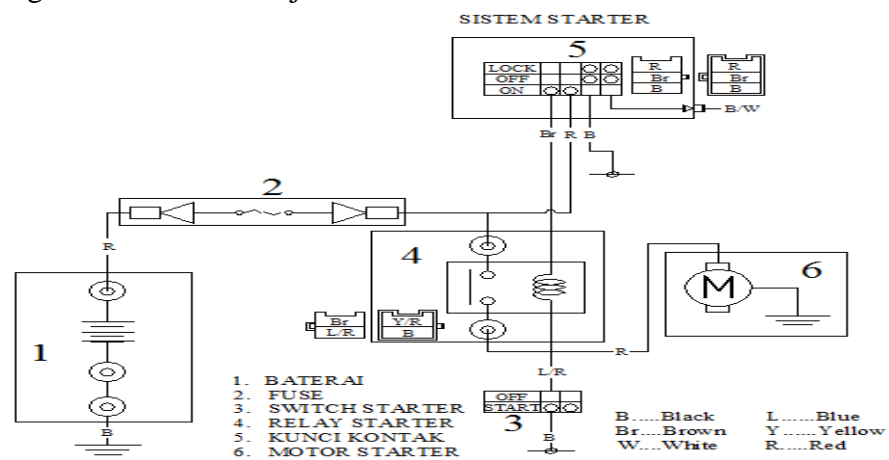 SISTEM STARTER
5
LOCK
OFF
ON
R
Br
B
R
Br
B
B/W
Br R B
2
R
4
6
M
1
Br
L/R
Y/R
B
R
L/R
OFF
START
3
B
B
1. BATERAI
2. FUSE
3. SWITCH STARTER
4. RELAY STARTER
5. KUNCI KONTAK
6. MOTOR STARTER
B.....Black L......Blue
Br....Brown Y......Yellow
W....White R.....Red